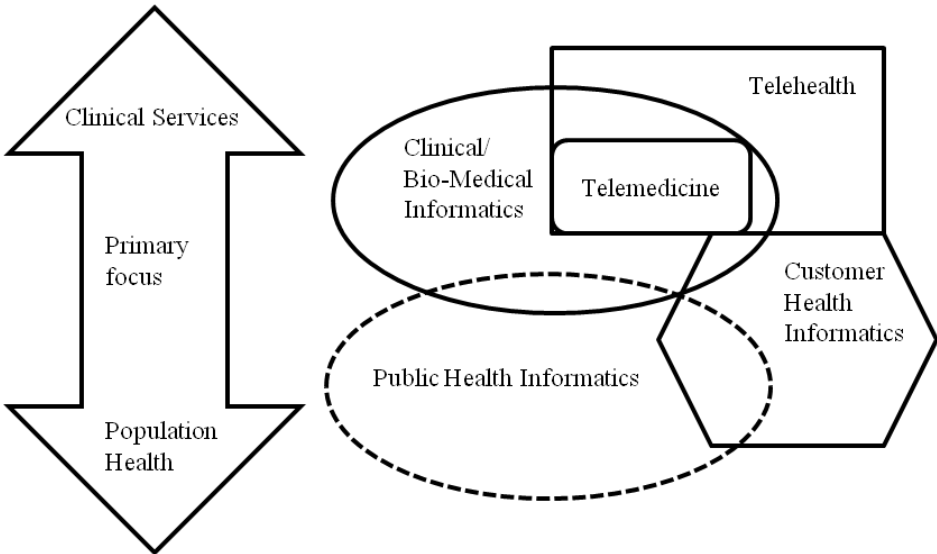 Clinical Services
Primary
focus
Population
Health
Telehealth
Clinical/
Bio-Medical
Informatics
Telemedicine
Customer
Health
Informatics
Public Health Informatics